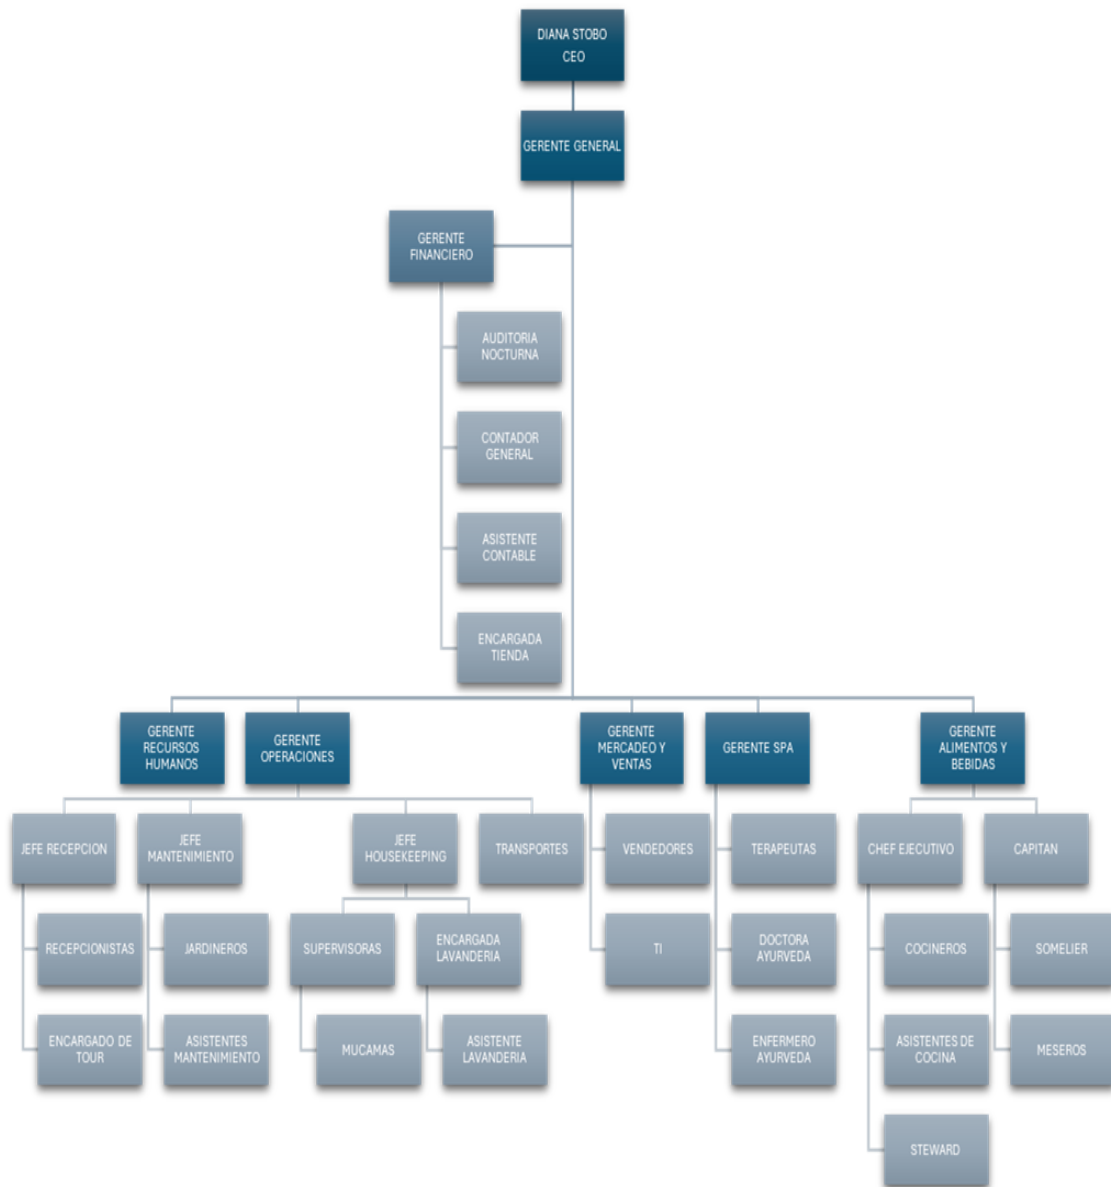 DIANA STOBO
CEO
GERENTE GENERAL
GERENTE
FINANCIERO
AUDITORIA
NOCTURNA
CONTADOR
GENERAL
ASISTENTE
CONTABLE
ENCARGADA
TIENDA
GERENTE
RECURSOS
HUMANOS
GERENTE
OPERACIONES
GERENTE
MERCADEO Y
VENTAS
GERENTE SPA
GERENTE
ALIMENTOS Y
BEBIDAS
JEFE RECEPCION
JEFE
MANTENIMIENTO
JEFE
HOUSEKEEPING
TRANSPORTES
VENDEDORES
TERAPEUTAS
CHEF EJECUTIVO
CAPITAN
RECEPCIONISTAS
JARDINEROS
SUPERVISORAS
ENCARGADA
LAVANDERIA
TI
DOCTORA
AYURVEDA
COCINEROS
SOMELIER
ENCARGADO DE
TOUR
ASISTENTES
MANTENIMIENTO
MUCAMAS
ASISTENTE
LAVANDERIA
ENFERMERO
AYURVEDA
ASISTENTES DE
COCINA
MESEROS
STEWARD